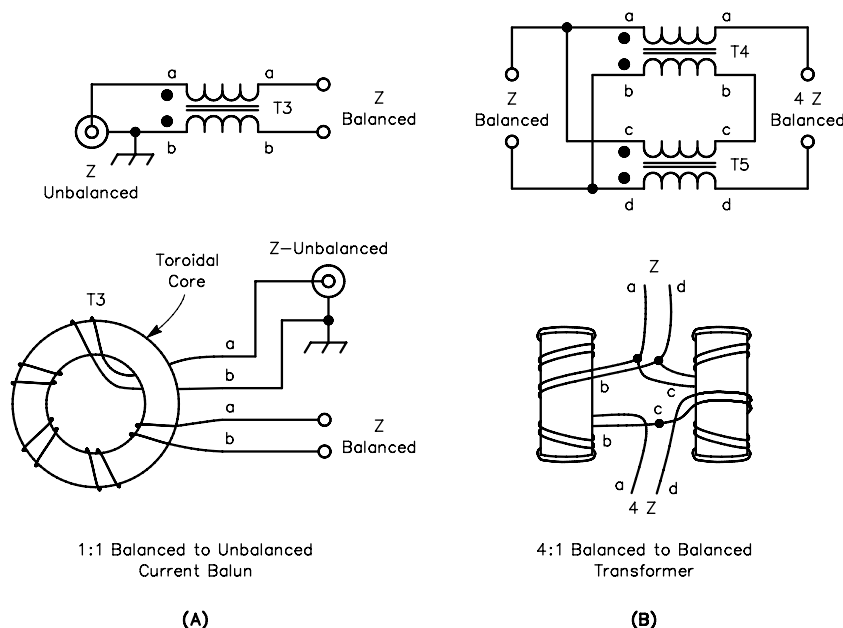 a
a
T3
b
b
Z
Unbalanced
Z
Balanced
a
a
T4
b
b
Z
Balanced
4 Z
Balanced
c
c
T5
d
d
Toroidal
Core
T3
Z-Unbalanced
a
b
a
b
Z
Balanced
1:1 Balanced to Unbalanced
Current Balun
(A)
Z
a
d
b
c
c
b
a
d
4 Z
4:1 Balanced to Balanced
Transformer
(B)